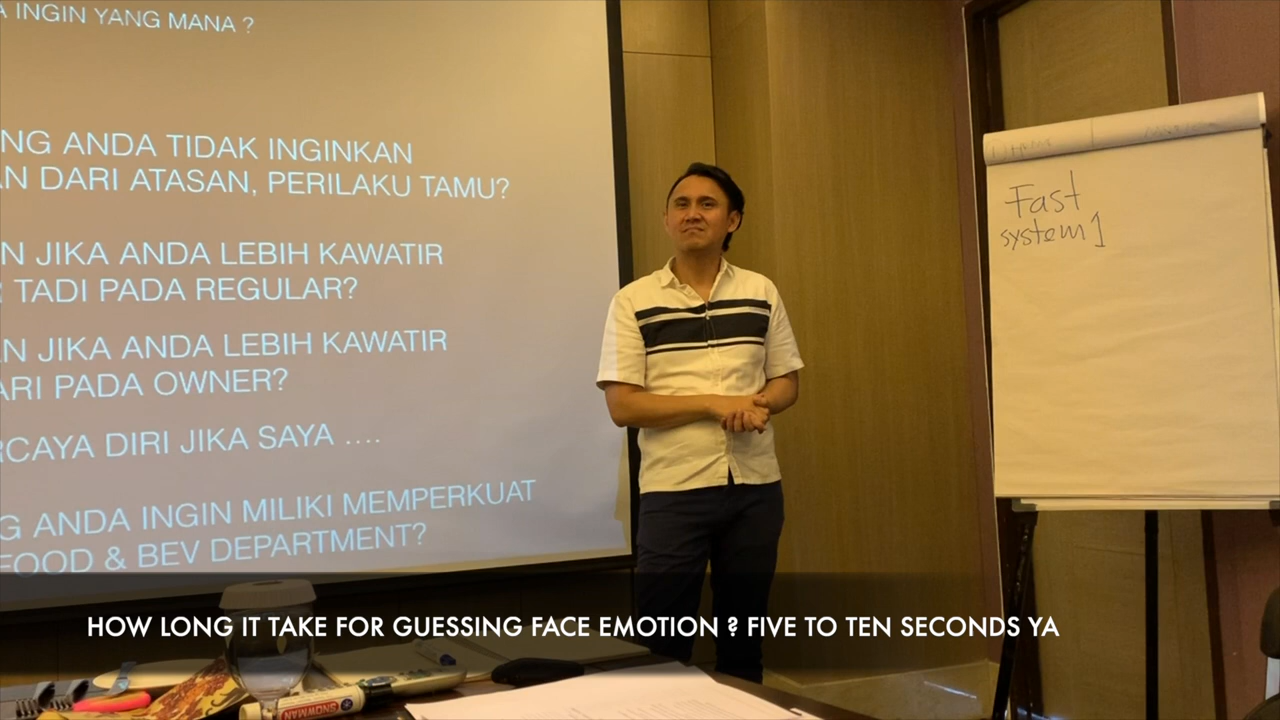 A INGIN YANG MANA ?
NG ANDA TIDAK INGINKAN
N DARI ATASAN, PERILAKU TAMU?
N JIKA ANDA LEBIH KAWATIR
TADI PADA REGULAR?
N JIKA ANDA LEBIH KAWATIR
ARI PADA OWNER?
RCAYA DIRI JIKA SAYA ....
G ANDA INGIN MILIKI MEMPERKUAT
FOOD & BEV DEPARTMENT?
Fast
system 1
HOW LONG IT TAKE FOR GUESSING FACE EMOTION ? FIVE TO TEN SECONDS YA
SNOWMAN